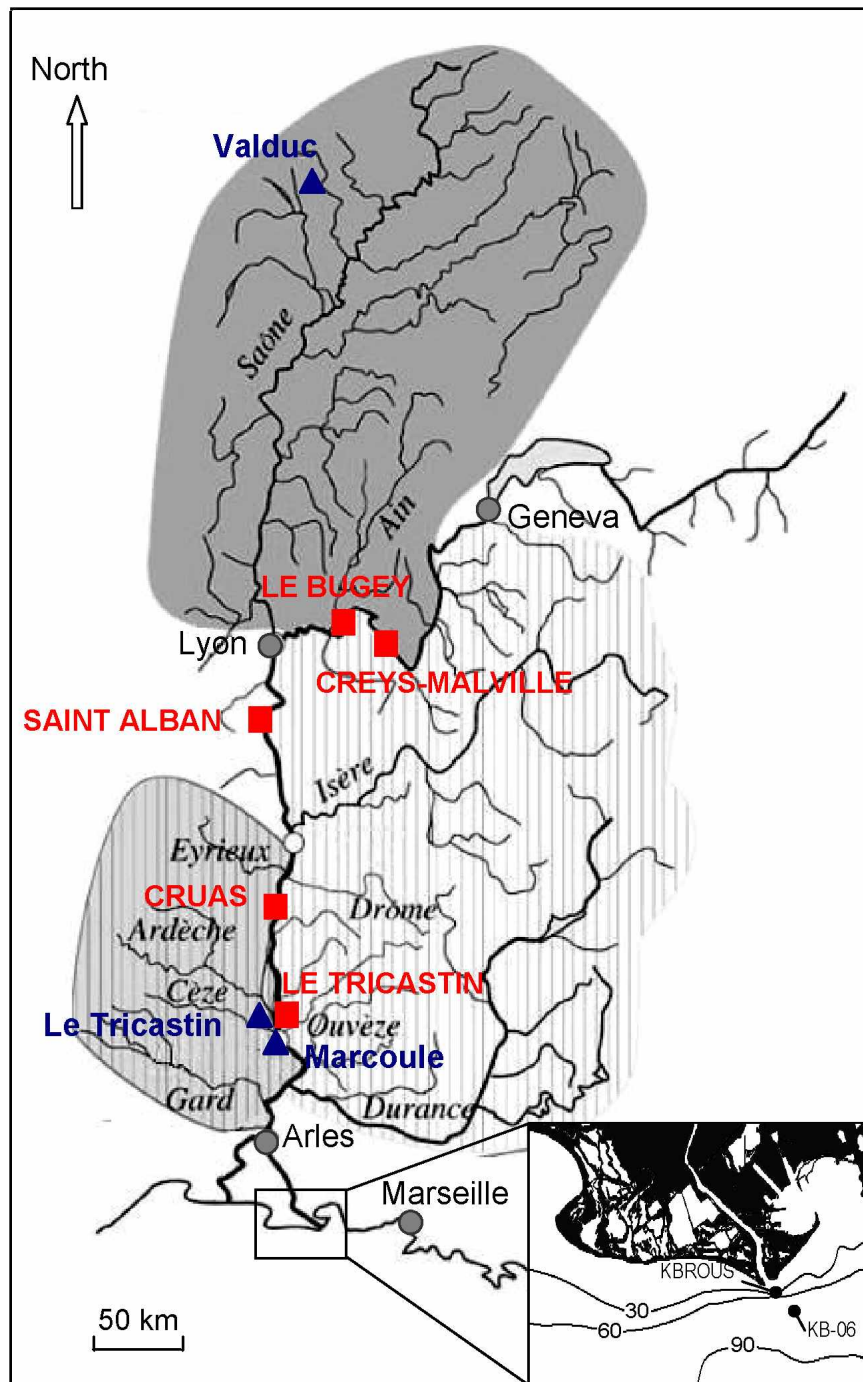 North
Valduc
Saône
Ain
Geneva
LE BUGEY
Lyon
CREYS-MALVILLE
SAINT ALBAN
Isère
Eyrieux
CRUAS
Drôme
Ardèche
LE TRICASTIN
Cèze
Le Tricastin
Ouvèze
Marcoule
Gard
Durance
Arles
Marseille
KBROUS
30
60
KB-06
90
50 km